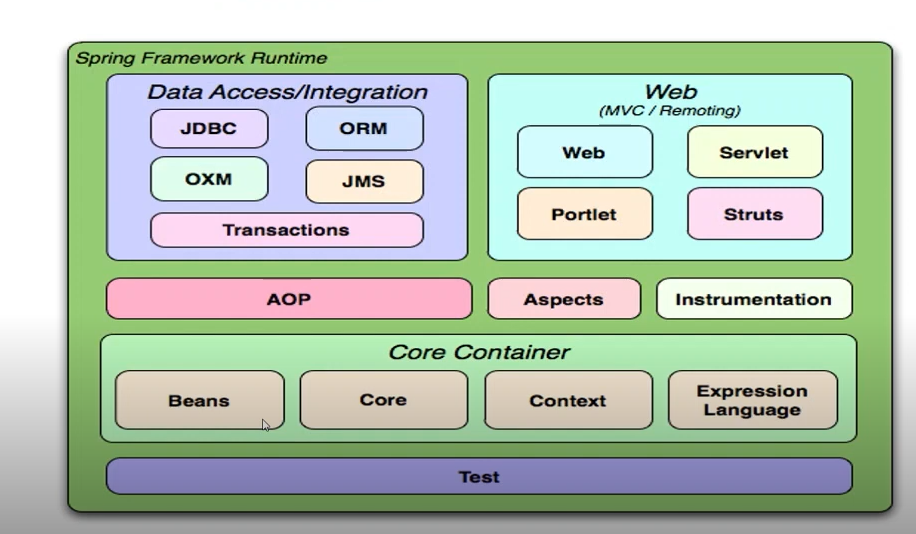 Spring Framework Runtime
Data Access/Integration
JDBC
ORM
OXM
JMS
Transactions
Web
(MVC / Remoting)
Web
Servlet
Portlet
Struts
AOP
Aspects
Instrumentation
Core Container
Beans
Core
Context
Expression
Language
Test